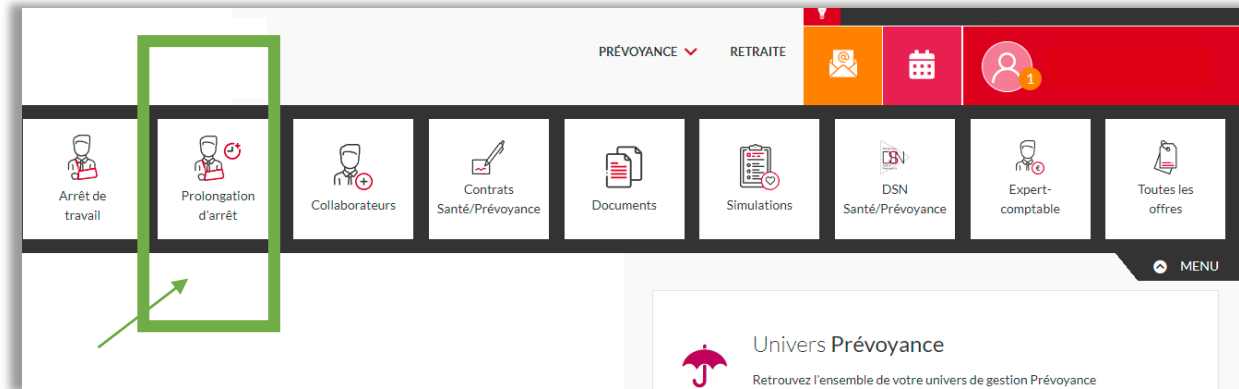 PRÉVOYANCE RETRAITE
1
Arrêt de
travail
Prolongation
d'arrêt
Collaborateurs
Contrats
Santé/Prévoyance
Documents
Simulations
DSN
DSN
Santé/Prévoyance
Expert-
comptable
Toutes les
offres
MENU
Univers Prévoyance
Retrouvez l'ensemble de votre univers de gestion Prévoyance